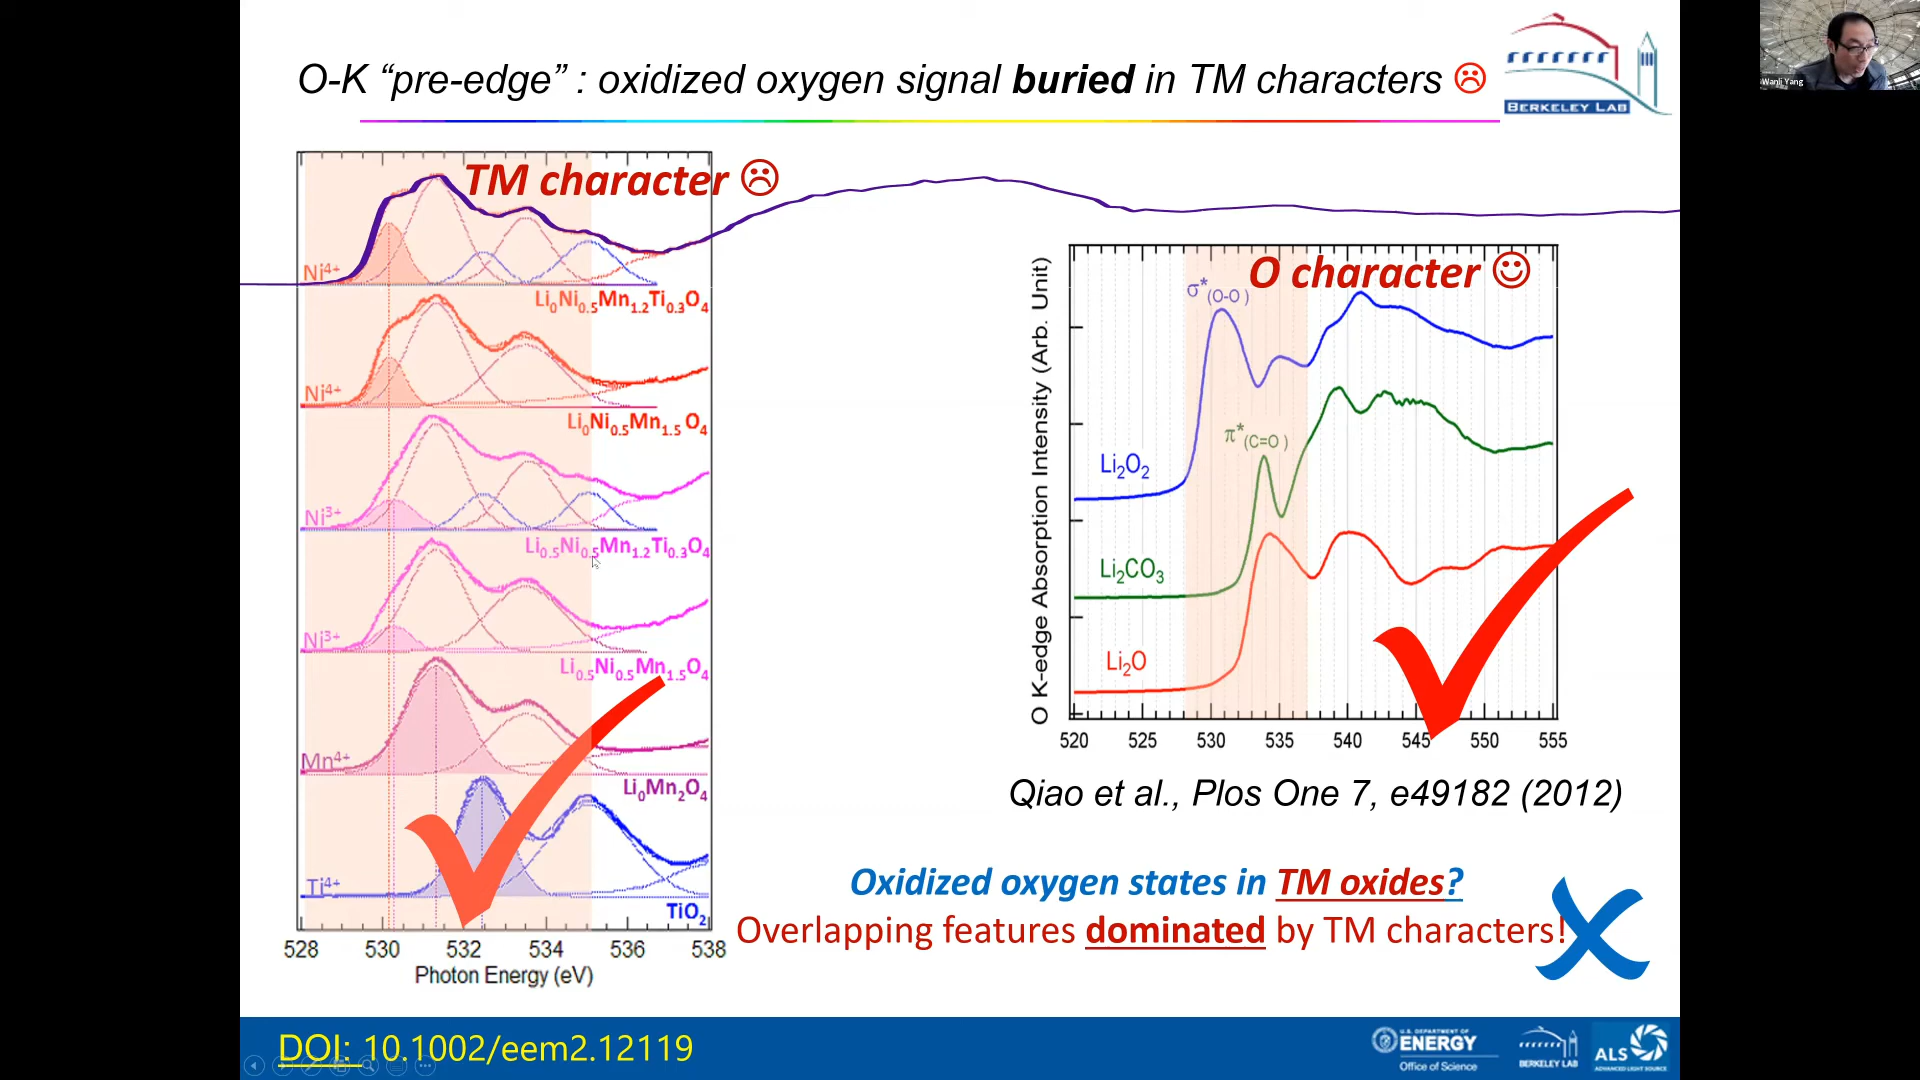 O-K “pre-edge” : oxidized oxygen signal buried in TM characters ☹
BERKELEY LAB
Wanli Yang
TM character ☹
Ni4+
Li0Ni0.5Mn1.2Ti0.3O4
Ni4+
Li0Ni0.5Mn1.5O4
Ni3+
Li0.5Ni0.5Mn1.2Ti0.3O4
Ni3+
Li0.5Ni0.5Mn1.5O4
Mn4+
Li0Mn2O4
Ti4+
TiO2
528 530 532 534 536 538
Photon Energy (eV)
O character ☺
O K-edge Absorption Intensity (Arb. Unit)
σ*(O-O)
π*(C=O)
Li2O2
Li2CO3
Li2O
520 525 530 535 540 545 550 555
Qiao et al., Plos One 7, e49182 (2012)
Oxidized oxygen states in TM oxides?
Overlapping features dominated by TM characters!
DOI: 10.1002/eem2.12119
U.S. DEPARTMENT OF
ENERGY
Office of Science
BERKELEY LAB
ALS
ADVANCED LIGHT SOURCE